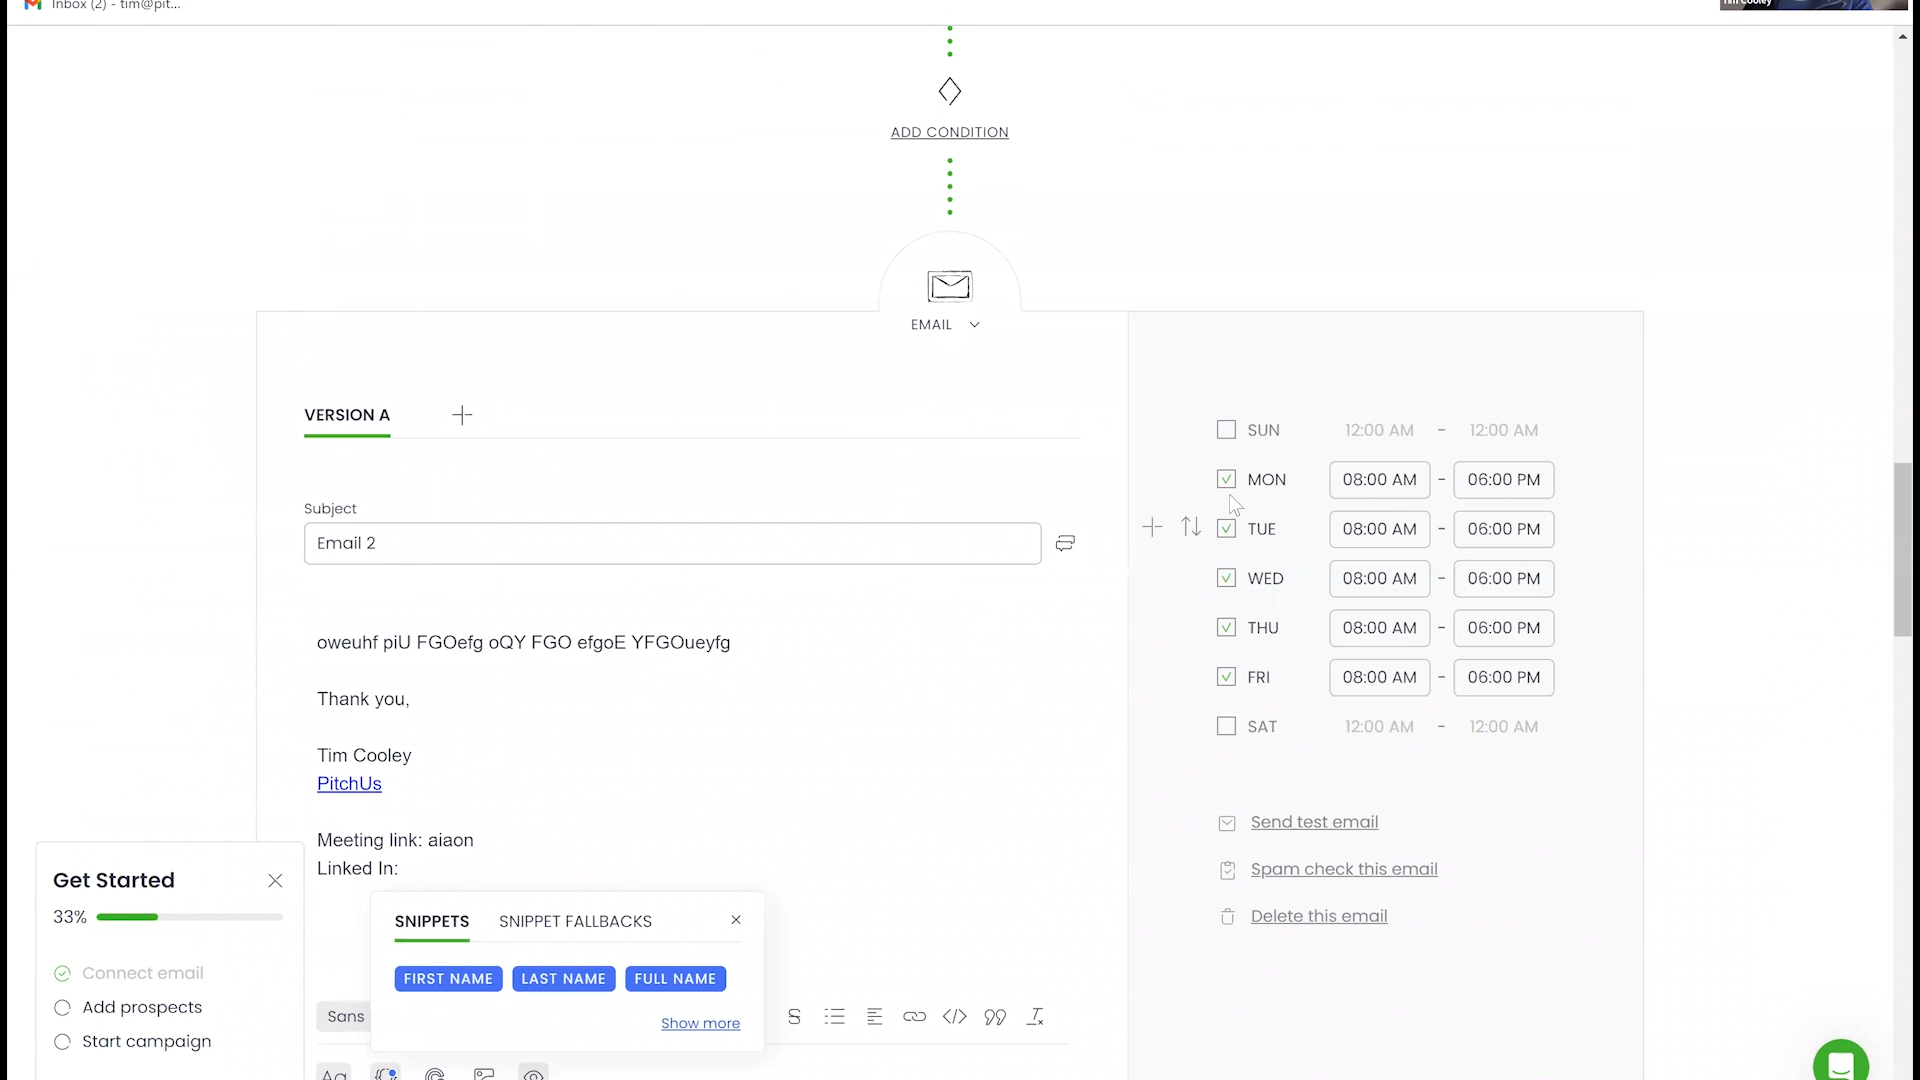 Inbox (2) - tim@pit...
Tim Cooley
ADD CONDITION
EMAIL
VERSION A
Subject
Email 2
oweuhf piU FGOefg oQY FGO efgoE YFGOueyfg
Thank you,
Tim Cooley
PitchUs
Meeting link: aiaon
Linked In:
SUN 12:00 AM - 12:00 AM
MON 08:00 AM - 06:00 PM
TUE 08:00 AM - 06:00 PM
WED 08:00 AM - 06:00 PM
THU 08:00 AM - 06:00 PM
FRI 08:00 AM - 06:00 PM
SAT 12:00 AM - 12:00 AM
Send test email
Spam check this email
Delete this email
Get Started
33%
Connect email
Add prospects
Start campaign
SNIPPETS SNIPPET FALLBACKS
FIRST NAME LAST NAME FULL NAME
Show more
Sans
Aa